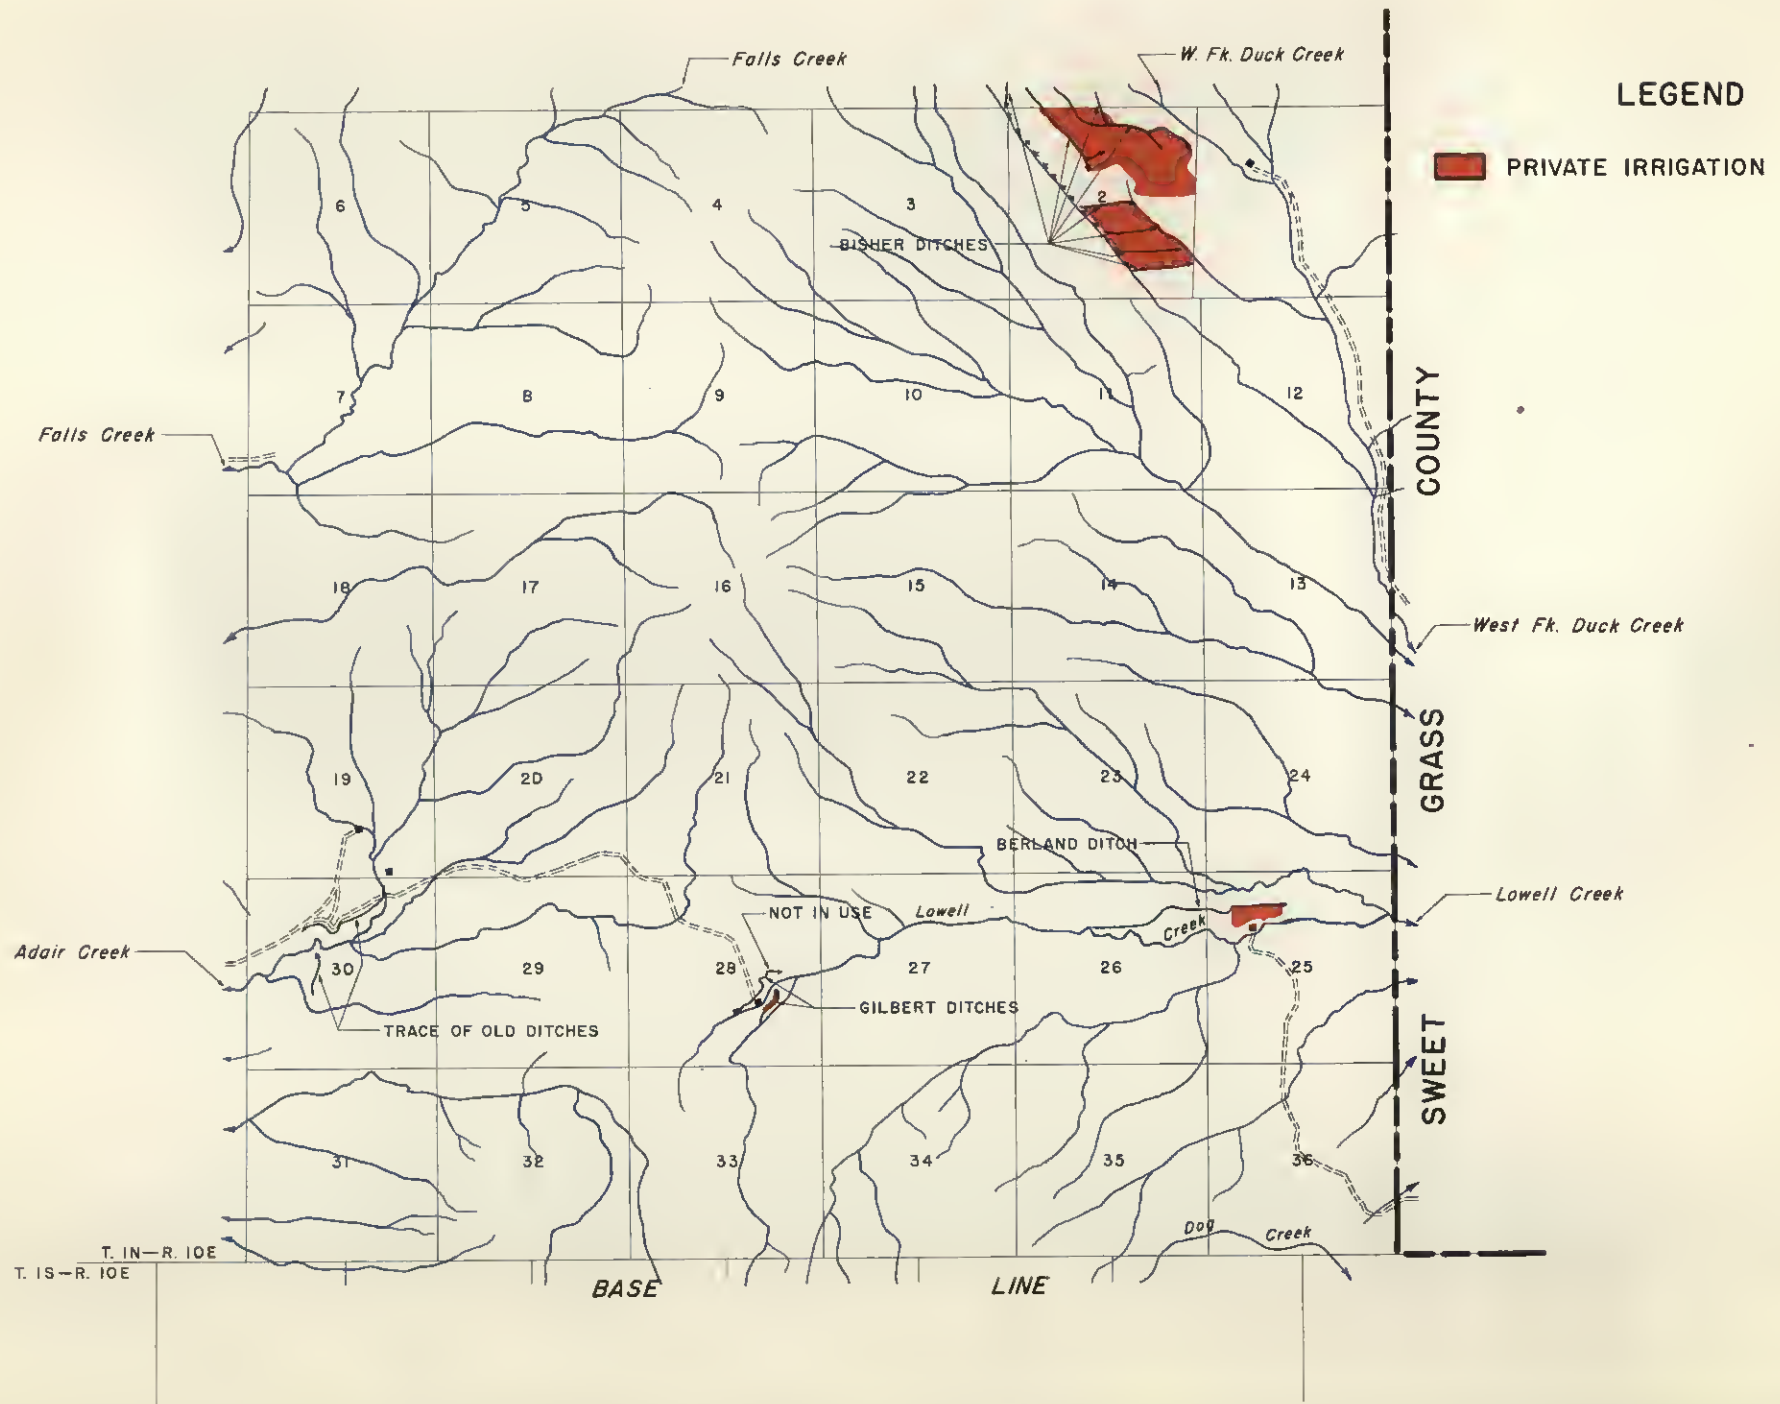 Falls Creek
W. Fk. Duck Creek
LEGEND
PRIVATE IRRIGATION
6
5
4
3
2
BISHER DITCHES
7
8
9
10
11
12
Falls Creek
COUNTY
18
17
16
15
14
13
West Fk. Duck Creek
19
20
21
22
23
24
GRASS
BERLAND DITCH
Lowell Creek
NOT IN USE
Lowell
Creek
Adair Creek
30
29
28
27
26
25
GILBERT DITCHES
TRACE OF OLD DITCHES
SWEET
31
32
33
34
35
36
Dog Creek
T. 1N—R. 10E
T. 1S—R. 10E
BASE LINE